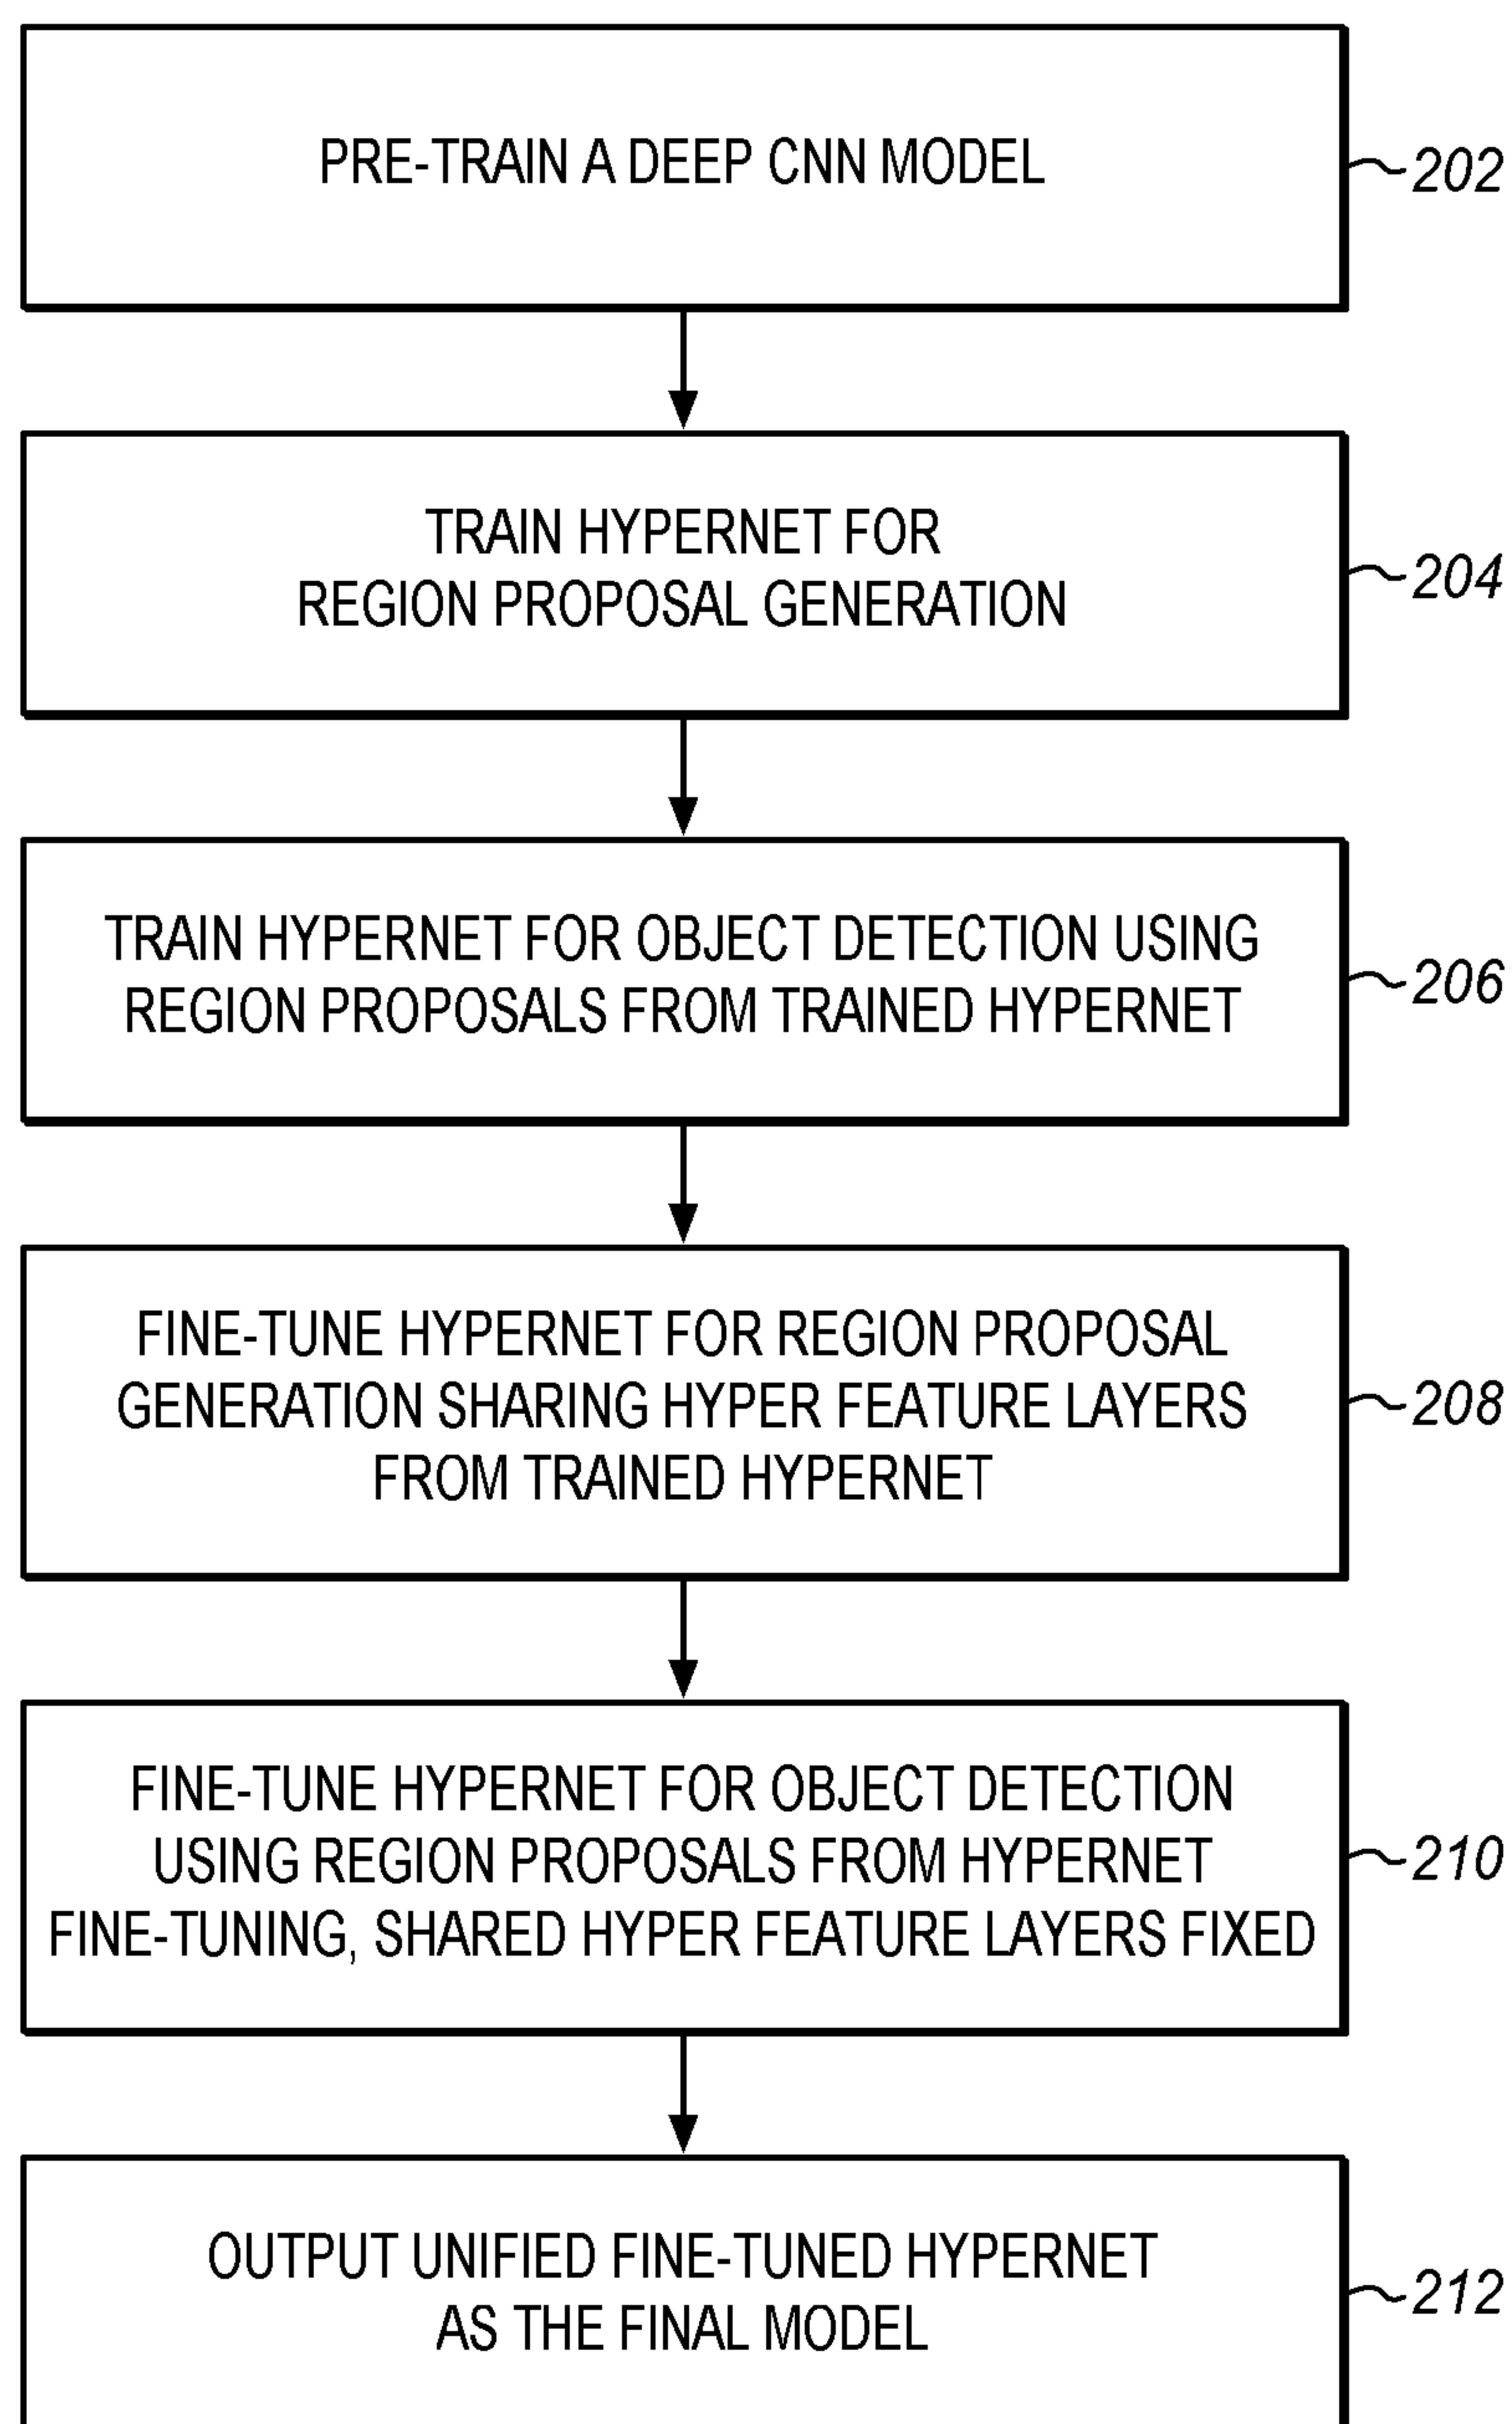 PRE-TRAIN A DEEP CNN MODEL
202
TRAIN HYPERNET FOR
REGION PROPOSAL GENERATION
204
TRAIN HYPERNET FOR OBJECT DETECTION USING
REGION PROPOSALS FROM TRAINED HYPERNET
206
FINE-TUNE HYPERNET FOR REGION PROPOSAL
GENERATION SHARING HYPER FEATURE LAYERS
FROM TRAINED HYPERNET
208
FINE-TUNE HYPERNET FOR OBJECT DETECTION
USING REGION PROPOSALS FROM HYPERNET
FINE-TUNING, SHARED HYPER FEATURE LAYERS FIXED
210
OUTPUT UNIFIED FINE-TUNED HYPERNET
AS THE FINAL MODEL
212